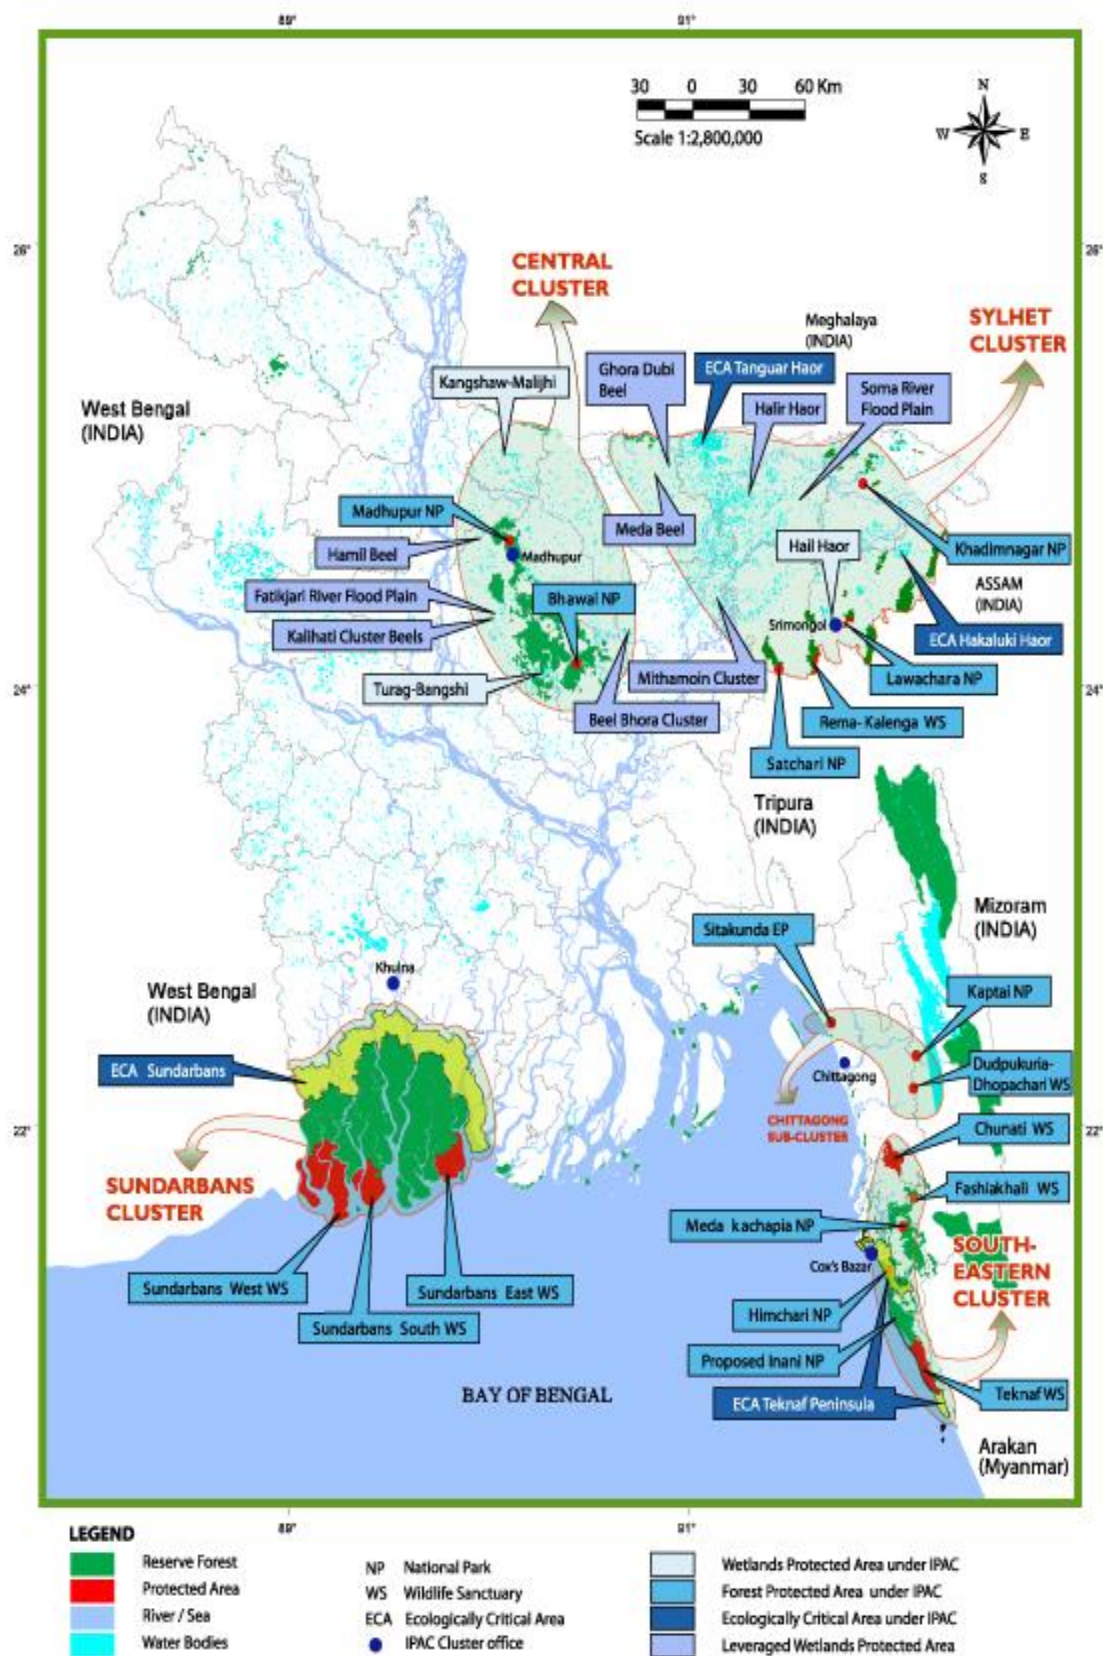 89°
91°
30 0 30 60 Km
Scale 1:2,800,000
N
W
E
S
26°
26°
CENTRAL
CLUSTER
Meghalaya
(INDIA)
SYLHET
CLUSTER
Kangshaw-Malijhi
Ghora Dubi
Beel
ECA Tanguar Haor
Halir Haor
Soma River
Flood Plain
West Bengal
(INDIA)
Madhupur NP
Hamil Beel
Madhupur
Meda Beel
Hail Haor
Khadimnagar NP
ASSAM
(INDIA)
Fatikjari River Flood Plain
Bhawal NP
Kalihati Cluster Beels
Srimongol
ECA Hakaluki Haor
Turag-Bangshi
Mithamoin Cluster
Lawachara NP
24°
24°
Beel Bhora Cluster
Rema- Kalenga WS
Satchari NP
Tripura
(INDIA)
Mizoram
(INDIA)
Sitakunda EP
Khulna
West Bengal
(INDIA)
Kaptai NP
ECA Sundarbans
Chittagong
Dudpukuria-
Dhopachari WS
22°
22°
CHITTAGONG
SUB-CLUSTER
Chunati WS
SUNDARBANS
CLUSTER
Fashiakhali WS
Meda kachapia NP
SOUTH-
EASTERN
CLUSTER
Cox's Bazar
Sundarbans West WS
Sundarbans East WS
Himchari NP
Sundarbans South WS
Proposed Inani NP
BAY OF BENGAL
ECA Teknaf Peninsula
Teknaf WS
Arakan
(Myanmar)
89°
91°
LEGEND
Reserve Forest
Protected Area
River / Sea
Water Bodies
NP National Park
WS Wildlife Sanctuary
ECA Ecologically Critical Area
IPAC Cluster office
Wetlands Protected Area under IPAC
Forest Protected Area under IPAC
Ecologically Critical Area under IPAC
Leveraged Wetlands Protected Area